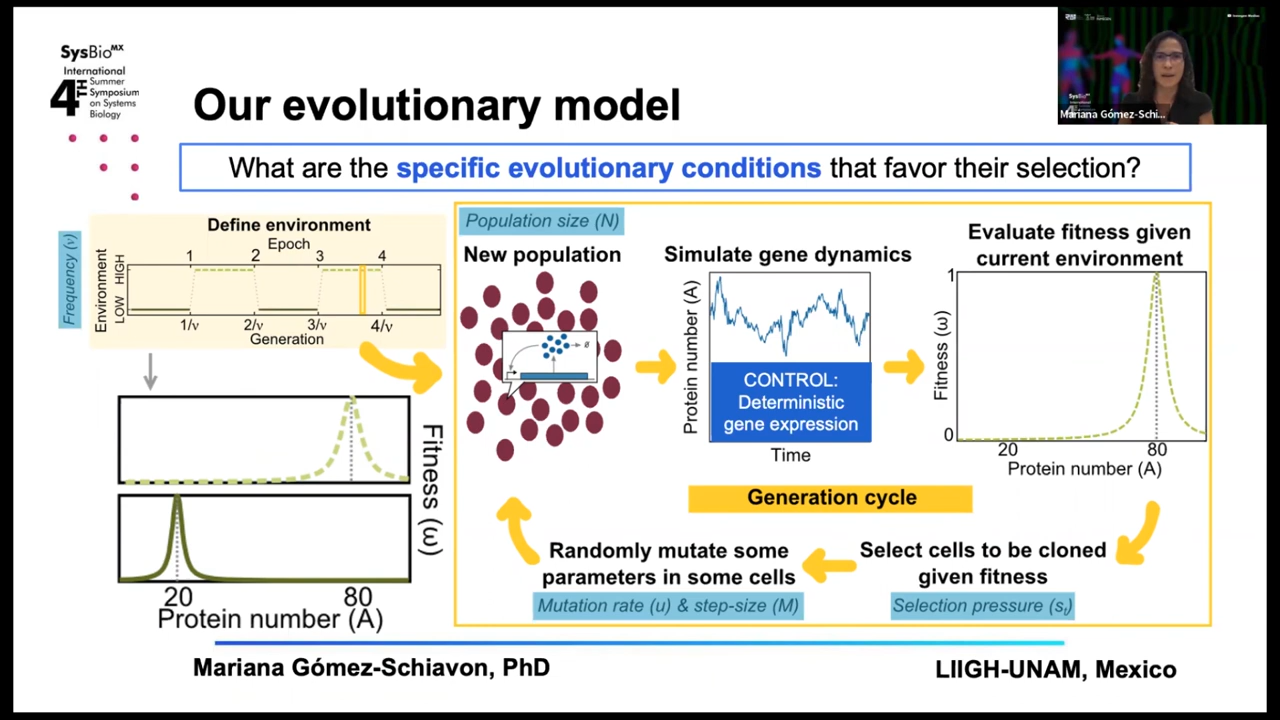 SysBioMX
International
4TH Summer
Symposium
on Systems
Biology
Our evolutionary model
Mariana Gómez-Schi...
What are the specific evolutionary conditions that favor their selection?
Frequency (ν)
Define environment
Epoch
1 2 3 4
Environment
LOW HIGH
1/ν 2/ν 3/ν 4/ν
Generation
Fitness (ω)
20 80
Protein number (A)
Population size (N)
New population
ø
Simulate gene dynamics
Protein number (A)
CONTROL:
Deterministic
gene expression
Time
Evaluate fitness given
current environment
Fitness (ω)
1
0
20 80
Protein number (A)
Generation cycle
Select cells to be cloned
given fitness
Selection pressure (st)
Randomly mutate some
parameters in some cells
Mutation rate (u) & step-size (M)
Mariana Gómez-Schiavon, PhD
LIIGH-UNAM, Mexico